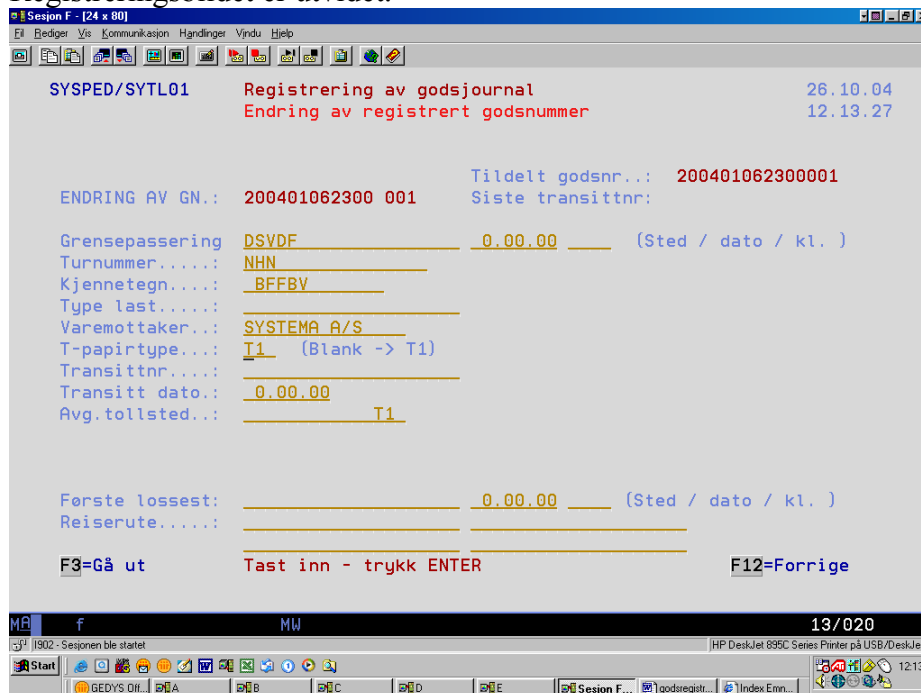 Sesjon F - [24 x 80]
Fil Rediger Vis Kommunikasjon Handlinger Vindu Hjelp
SYSPED/SYTL01 Registrering av godsjournal 26.10.04
Endring av registrert godsnummer 12.13.27
Tildelt godsnr..: 200401062300001
ENDRING AV GN.: 200401062300 001 Siste transittnr:
Grensepassering DSVDF 0.00.00 (Sted / dato / kl. )
Turnummer.....: NHN
Kjennetegn....: BFFBV
Type last.....:
Varemottaker..: SYSTEMA A/S
T-papirtype...: T1 (Blank -> T1)
Transittnr....:
Transitt dato.: 0.00.00
Avg.tollsted..: T1
Første lossest: 0.00.00 (Sted / dato / kl. )
Reiserute.....:
F3=Gå ut Tast inn - trykk ENTER F12=Forrige
MA f MW 13/020
I902 - Sesjonen ble startet HP DeskJet 895C Series Printer på USB/DeskJe
Start 12:13
GEDYS Off... A B C D E Sesjon F... godsregistr... Index Emn...